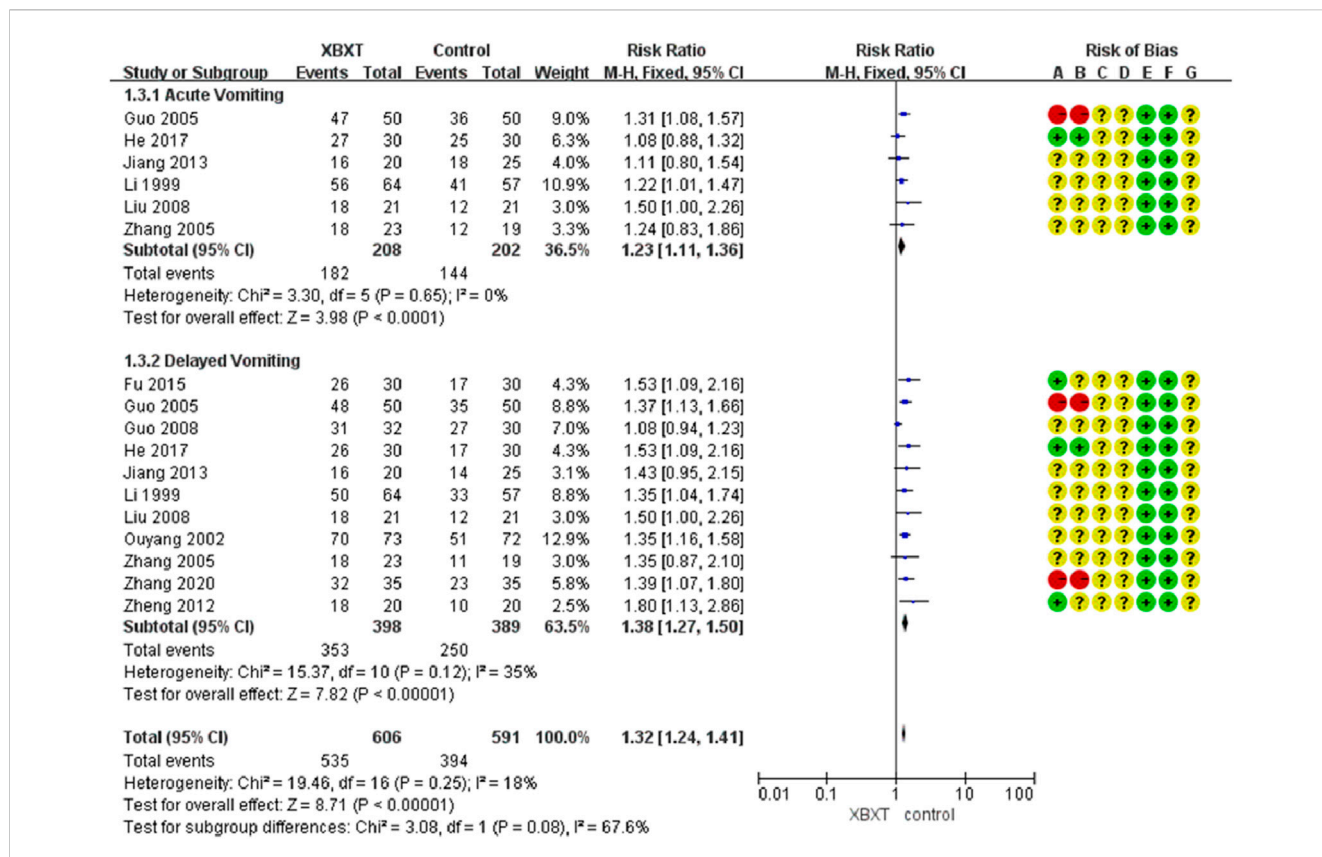 XBXT Control Risk Ratio Risk Ratio Risk of Bias
Study or Subgroup Events Total Events Total Weight M-H, Fixed, 95% CI M-H, Fixed, 95% CI A B C D E F G
1.3.1 Acute Vomiting
Guo 2005 47 50 36 50 9.0% 1.31 [1.08, 1.57] - - ? ? + + ?
He 2017 27 30 25 30 6.3% 1.08 [0.88, 1.32] + + ? ? + + ?
Jiang 2013 16 20 18 25 4.0% 1.11 [0.80, 1.54] ? ? ? ? + + ?
Li 1999 56 64 41 57 10.9% 1.22 [1.01, 1.47] ? ? ? ? + + ?
Liu 2008 18 21 12 21 3.0% 1.50 [1.00, 2.26] ? ? ? ? + + ?
Zhang 2005 18 23 12 19 3.3% 1.24 [0.83, 1.86] ? ? ? ? + + ?
Subtotal (95% CI) 208 202 36.5% 1.23 [1.11, 1.36]
Total events 182 144
Heterogeneity: Chi² = 3.30, df = 5 (P = 0.65); I² = 0%
Test for overall effect: Z = 3.98 (P < 0.0001)
1.3.2 Delayed Vomiting
Fu 2015 26 30 17 30 4.3% 1.53 [1.09, 2.16] + ? ? ? + + ?
Guo 2005 48 50 35 50 8.8% 1.37 [1.13, 1.66] - - ? ? + + ?
Guo 2008 31 32 27 30 7.0% 1.08 [0.94, 1.23] ? ? ? ? + + ?
He 2017 26 30 17 30 4.3% 1.53 [1.09, 2.16] + + ? ? + + ?
Jiang 2013 16 20 14 25 3.1% 1.43 [0.95, 2.15] ? ? ? ? + + ?
Li 1999 50 64 33 57 8.8% 1.35 [1.04, 1.74] ? ? ? ? + + ?
Liu 2008 18 21 12 21 3.0% 1.50 [1.00, 2.26] ? ? ? ? + + ?
Ouyang 2002 70 73 51 72 12.9% 1.35 [1.16, 1.58] ? ? ? ? + + ?
Zhang 2005 18 23 11 19 3.0% 1.35 [0.87, 2.10] ? ? ? ? + + ?
Zhang 2020 32 35 23 35 5.8% 1.39 [1.07, 1.80] - - ? ? + + ?
Zheng 2012 18 20 10 20 2.5% 1.80 [1.13, 2.86] + ? ? ? + + ?
Subtotal (95% CI) 398 389 63.5% 1.38 [1.27, 1.50]
Total events 353 250
Heterogeneity: Chi² = 15.37, df = 10 (P = 0.12); I² = 35%
Test for overall effect: Z = 7.82 (P < 0.00001)
Total (95% CI) 606 591 100.0% 1.32 [1.24, 1.41]
Total events 535 394
Heterogeneity: Chi² = 19.46, df = 16 (P = 0.25); I² = 18%
Test for overall effect: Z = 8.71 (P < 0.00001)
Test for subgroup differences: Chi² = 3.08, df = 1 (P = 0.08), I² = 67.6%
0.01 0.1 1 10 100
XBXT control